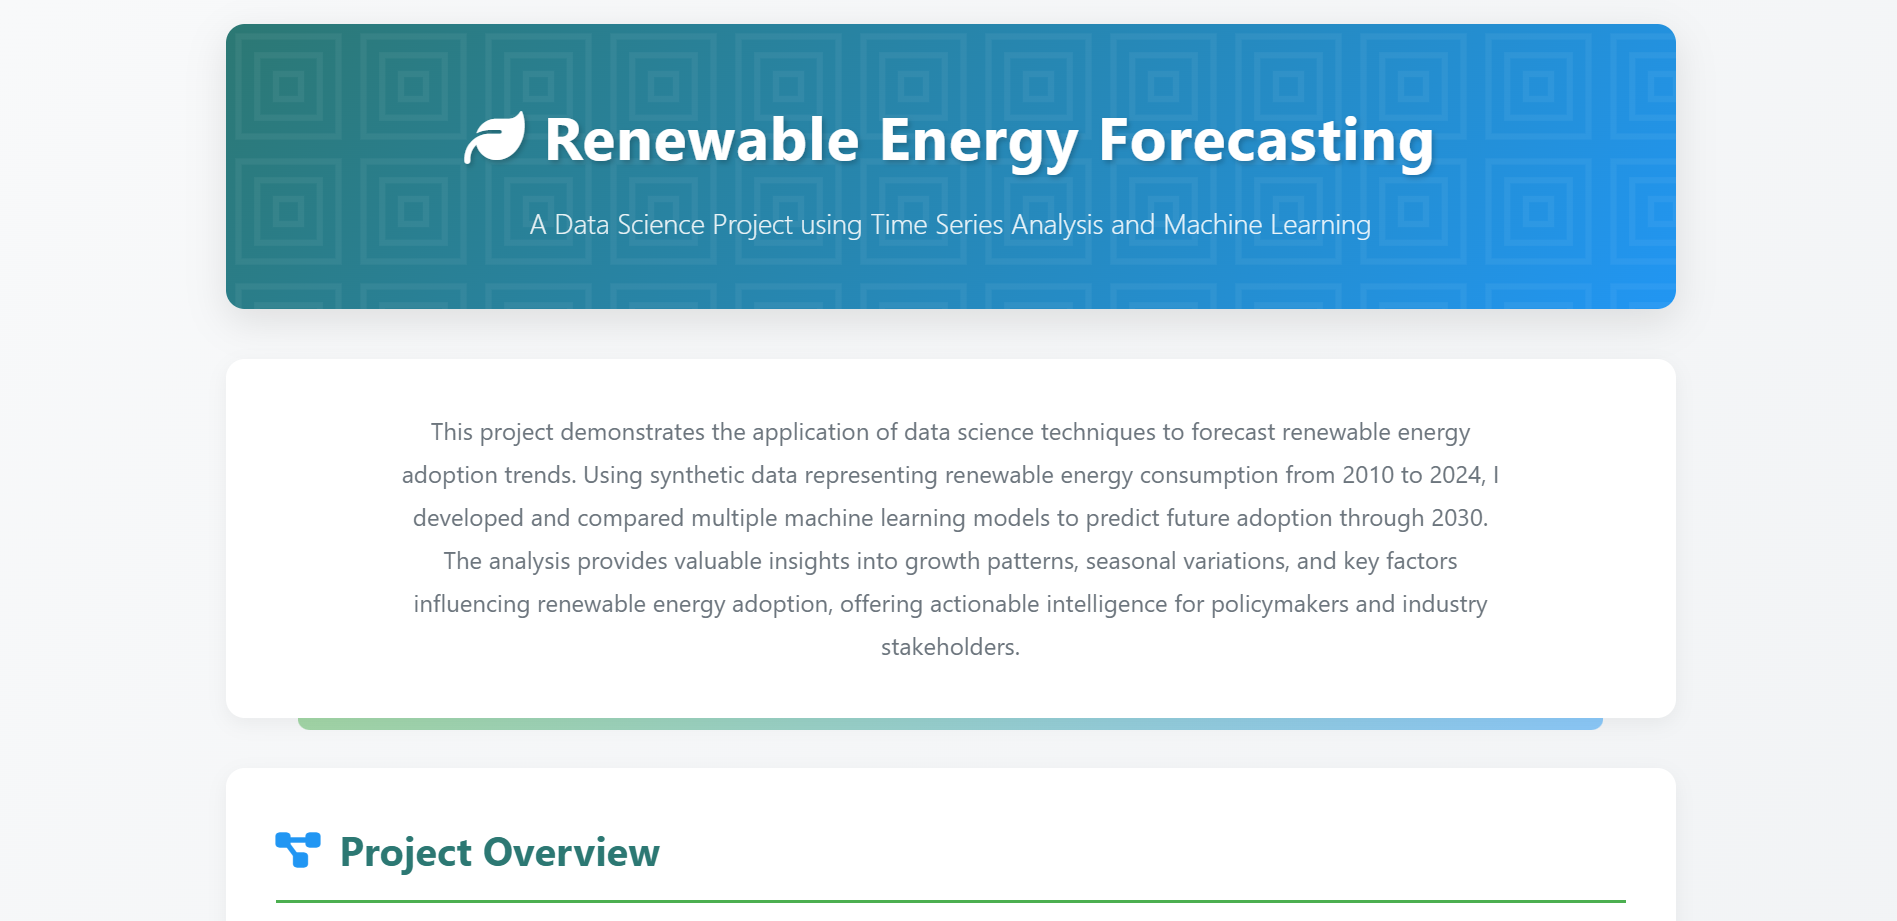 Renewable Energy Forecasting
A Data Science Project using Time Series Analysis and Machine Learning
This project demonstrates the application of data science techniques to forecast renewable energy
adoption trends. Using synthetic data representing renewable energy consumption from 2010 to 2024, I
developed and compared multiple machine learning models to predict future adoption through 2030.
The analysis provides valuable insights into growth patterns, seasonal variations, and key factors
influencing renewable energy adoption, offering actionable intelligence for policymakers and industry
stakeholders.
Project Overview